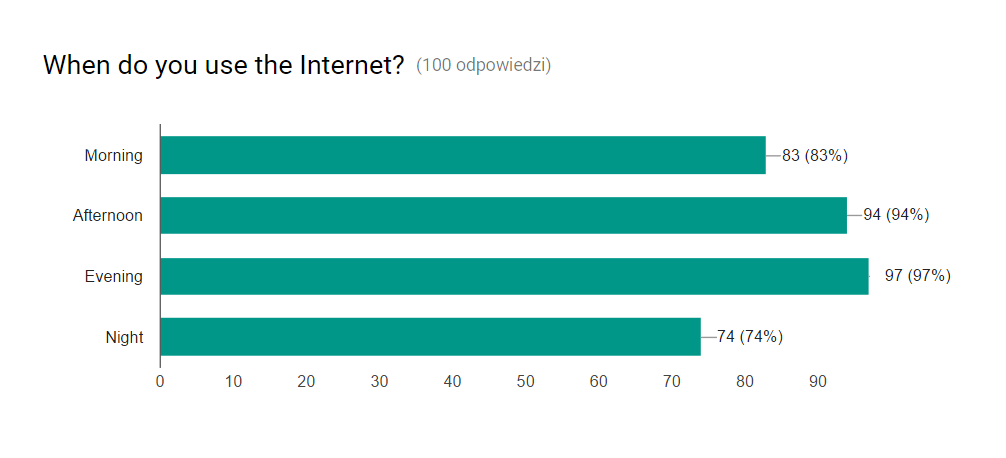 When do you use the Internet? (100 odpowiedzi)
Morning 83 (83%)
Afternoon 94 (94%)
Evening 97 (97%)
Night 74 (74%)
0 10 20 30 40 50 60 70 80 90